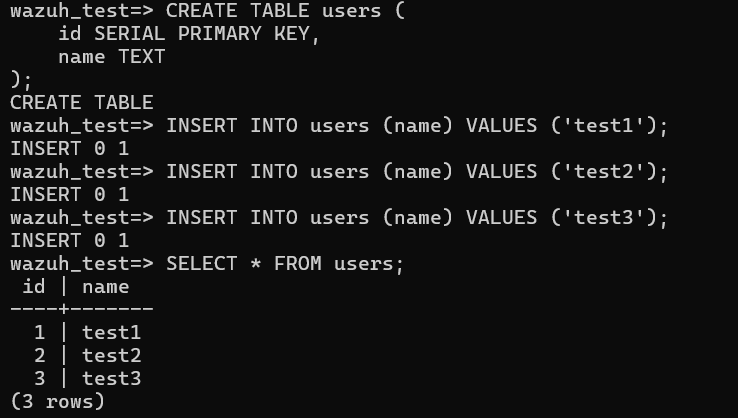 wazuh_test=> CREATE TABLE users (
    id SERIAL PRIMARY KEY,
    name TEXT
);
CREATE TABLE
wazuh_test=> INSERT INTO users (name) VALUES ('test1');
INSERT 0 1
wazuh_test=> INSERT INTO users (name) VALUES ('test2');
INSERT 0 1
wazuh_test=> INSERT INTO users (name) VALUES ('test3');
INSERT 0 1
wazuh_test=> SELECT * FROM users;
 id | name
----+-------
  1 | test1
  2 | test2
  3 | test3
(3 rows)